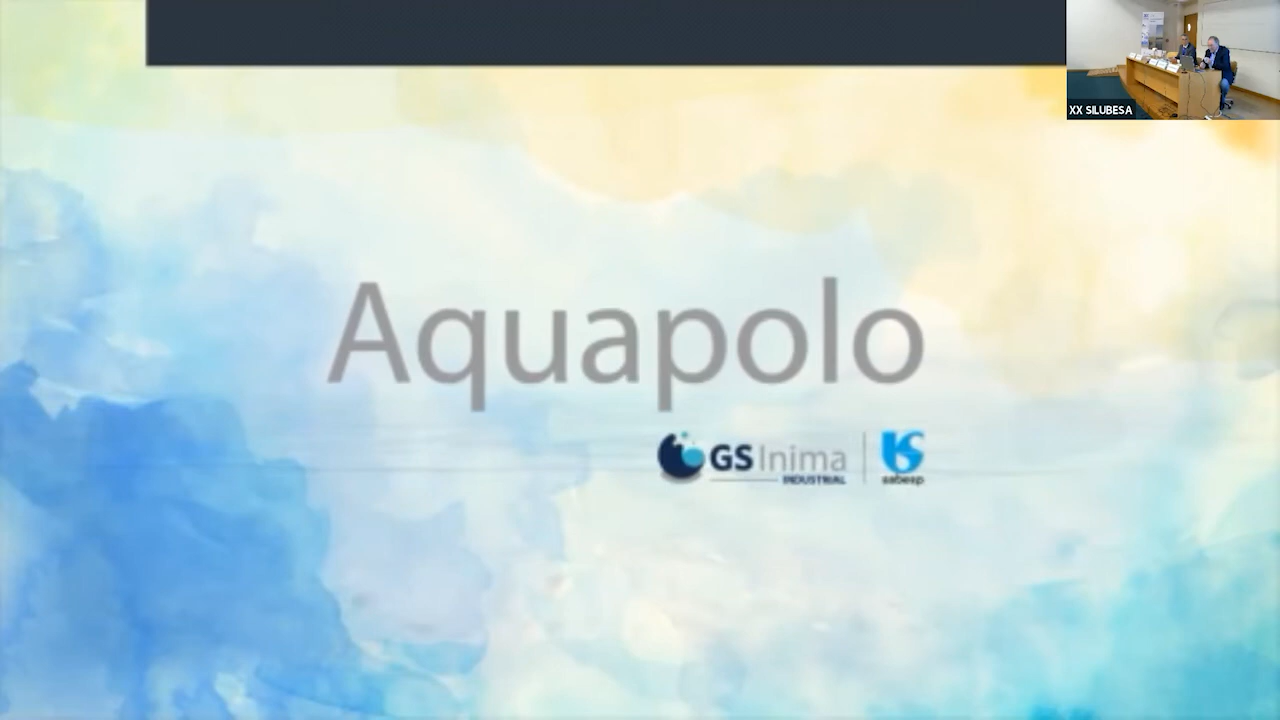 XX SILUBESA
Aquapolo
GS Inima
INDUSTRIAL
sabesp